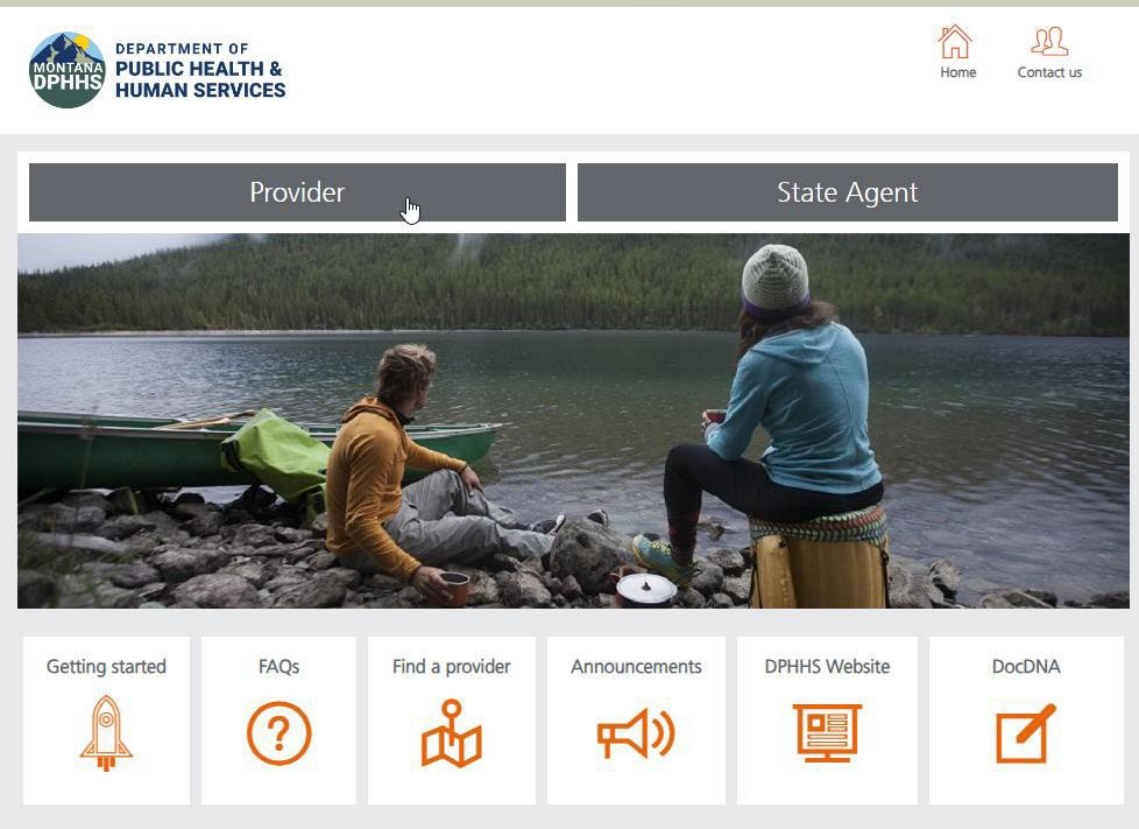 MONTANA
DPHHS
DEPARTMENT OF
PUBLIC HEALTH &
HUMAN SERVICES
Home
Contact us
Provider
State Agent
Getting started
FAQs
Find a provider
Announcements
DPHHS Website
DocDNA